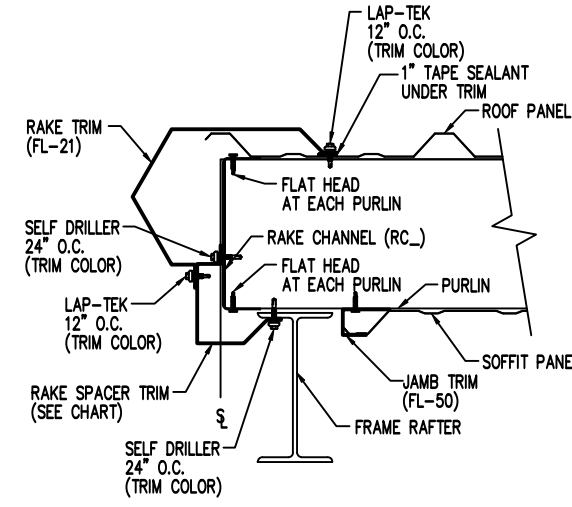 LAP-TEK
12" O.C.
(TRIM COLOR)
1" TAPE SEALANT
UNDER TRIM
ROOF PANEL
RAKE TRIM
(FL-21)
FLAT HEAD
AT EACH PURLIN
SELF DRILLER
24" O.C.
(TRIM COLOR)
RAKE CHANNEL (RC_)
FLAT HEAD
AT EACH PURLIN
PURLIN
LAP-TEK
12" O.C.
(TRIM COLOR)
SOFFIT PANE
RAKE SPACER TRIM
(SEE CHART)
JAMB TRIM
(FL-50)
SL
FRAME RAFTER
SELF DRILLER
24" O.C.
(TRIM COLOR)